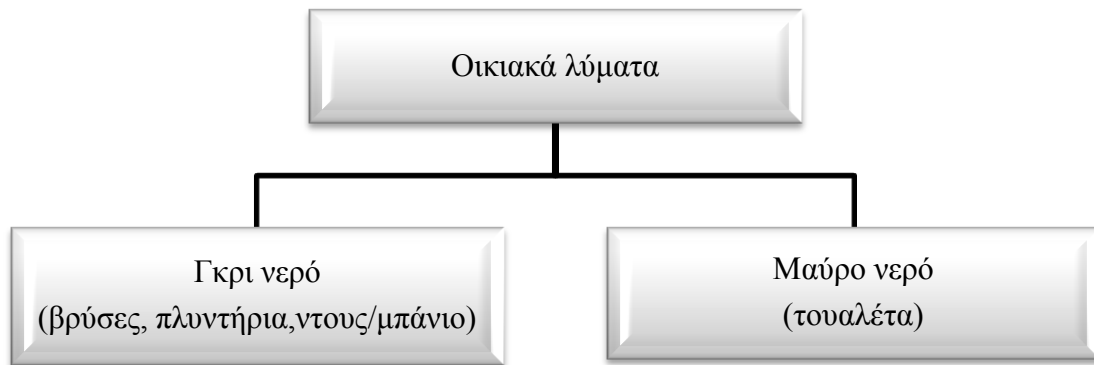 Οικιακά λύματα
Γκρι νερό
(βρύσες, πλυντήρια,ντους/μπάνιο)
Μαύρο νερό
(τουαλέτα)